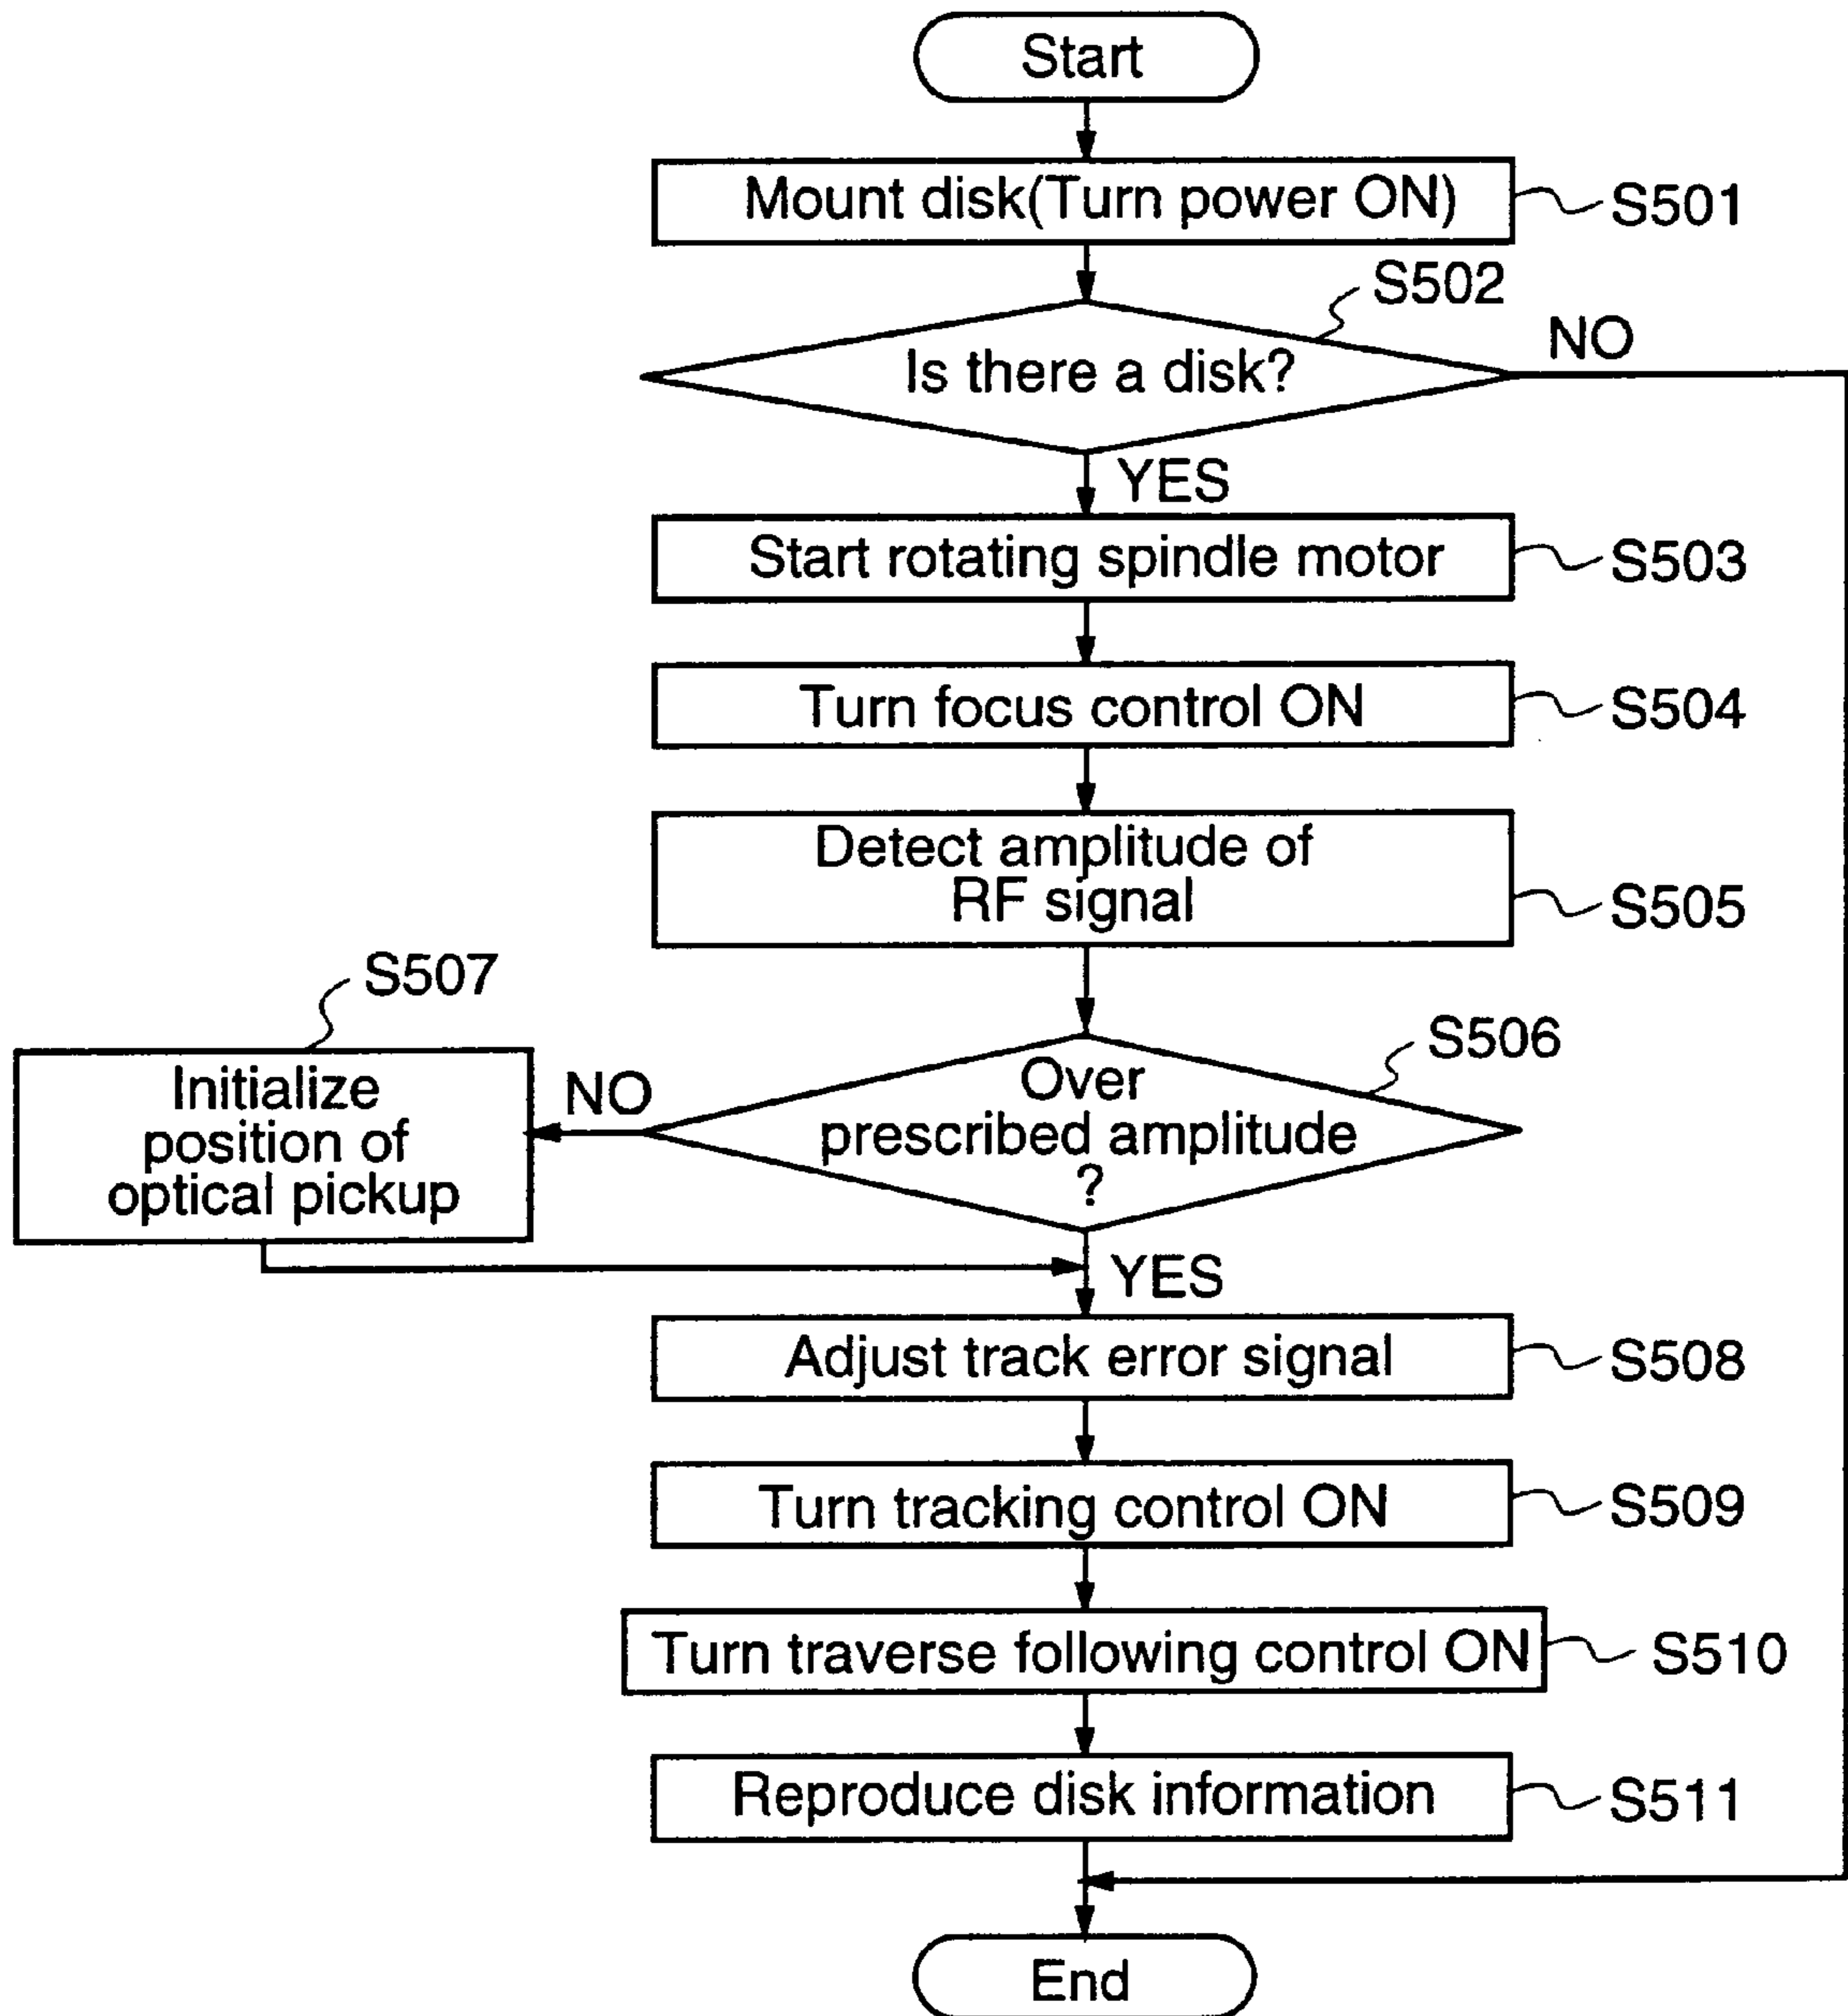 Start
Mount disk(Turn power ON)
S501
S502
Is there a disk?
NO
YES
Start rotating spindle motor
S503
Turn focus control ON
S504
Detect amplitude of
RF signal
S505
S507
S506
Initialize
position of
optical pickup
NO
Over
prescribed amplitude
?
YES
Adjust track error signal
S508
Turn tracking control ON
S509
Turn traverse following control ON
S510
Reproduce disk information
S511
End